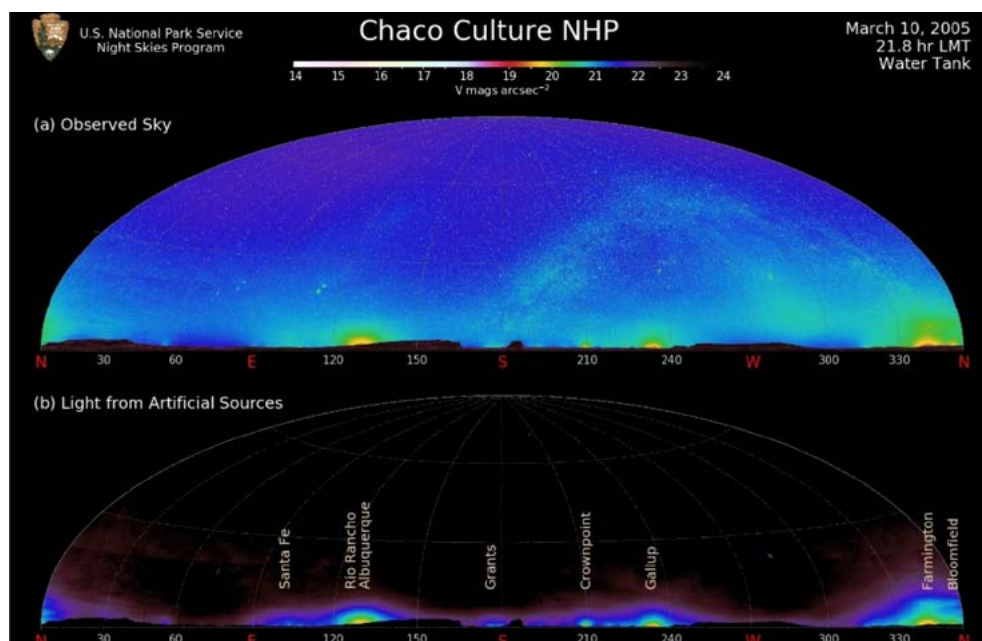 U.S. National Park Service
Night Skies Program
Chaco Culture NHP
March 10, 2005
21.8 hr LMT
Water Tank
14 15 16 17 18 19 20 21 22 23 24
V mags arcsec⁻²
(a) Observed Sky
N 30 60 E 150 S 210 240 W 300 330 N
(b) Light from Artificial Sources
Santa Fe
Rio Rancho
Albuquerque
Grants
Crownpoint
Gallup
Farmington
Bloomfield
N 30 60 E 120 150 S 210 240 W 300 330 N